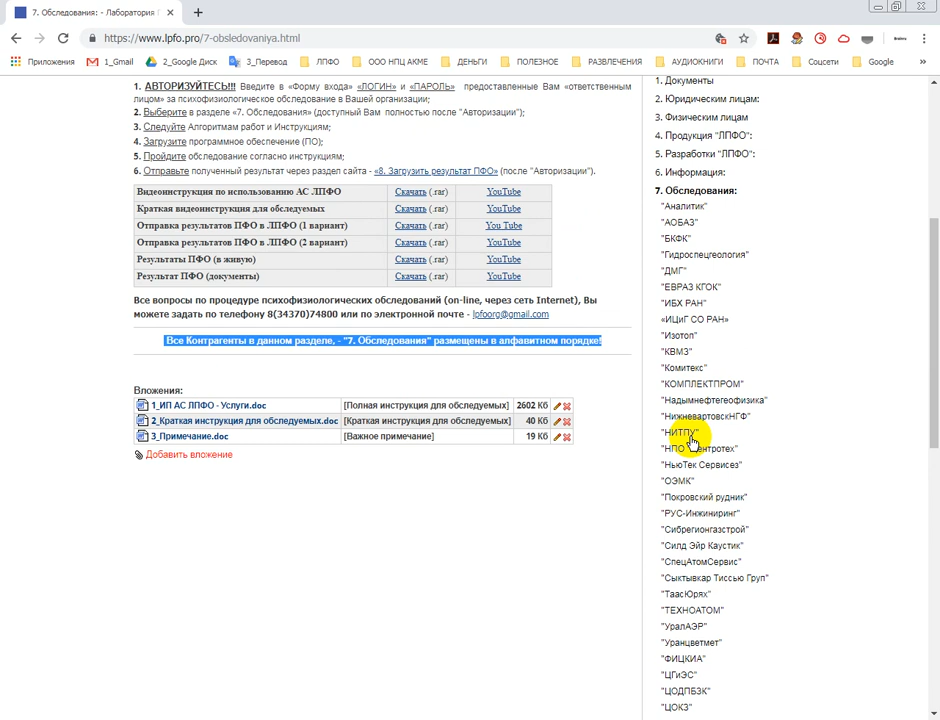 7. Обследования: - Лаборатория
https://www.lpfo.pro/7-obsledovaniya.html
Приложения
1_Gmail
2_Google Диск
3_Перевод
ЛПФО
ООО НПЦ АКМЕ
ДЕНЬГИ
ПОЛЕЗНОЕ
РАЗВЛЕЧЕНИЯ
АУДИОКНИГИ
ПОЧТА
Соцсети
Google
»
1. АВТОРИЗУЙТЕСЬ!!! Введите в «Форму входа» «ЛОГИН» и «ПАРОЛЬ» предоставленные Вам «ответственным
лицом» за психофизиологическое обследование в Вашей организации;
2. Выберите в разделе «7. Обследования» (доступный Вам полностью после "Авторизации");
3. Следуйте Алгоритмам работ и Инструкциям;
4. Загрузите программное обеспечение (ПО);
5. Пройдите обследование согласно инструкциям;
6. Отправьте полученный результат через раздел сайта - «8. Загрузить результат ПФО» (после "Авторизации").
Видеоинструкция по использованию АС ЛПФО Скачать (.rar) YouTube
Краткая видеоинструкция для обследуемых Скачать (.rar) YouTube
Отправка результатов ПФО в ЛПФО (1 вариант) Скачать (.rar) You Tube
Отправка результатов ПФО в ЛПФО (2 вариант) Скачать (.rar) YouTube
Результаты ПФО (в живую) Скачать (.rar) YouTube
Результат ПФО (документы) Скачать (.rar) YouTube
Все вопросы по процедуре психофизиологических обследований (on-line, через сеть Internet), Вы
можете задать по телефону 8(34370)74800 или по электронной почте - lpfoorg@gmail.com
Все Контрагенты в данном разделе, - "7. Обследования" размещены в алфавитном порядке!
Вложения:
1_ИП АС ЛПФО - Услуги.doc [Полная инструкция для обследуемых] 2602 Кб
2_Краткая инструкция для обследуемых.doc [Краткая инструкция для обследуемых] 40 Кб
3_Примечание.doc [Важное примечание] 19 Кб
Добавить вложение
1. Документы
2. Юридическим лицам:
3. Физическим лицам
4. Продукция "ЛПФО":
5. Разработки "ЛПФО":
6. Информация:
7. Обследования:
"Аналитик"
"АОБАЗ"
"БКФК"
"Гидроспецгеология"
"ДМГ"
"ЕВРАЗ КГОК"
"ИБХ РАН"
«ИЦиГ СО РАН»
"Изотоп"
"КВМЗ"
"Комитекс"
"КОМПЛЕКТПРОМ"
"Надымнефтегеофизика"
"НижневартовскНГФ"
"НИТПУ"
"НПО
"НьюТек Сервисез"
"ОЭМК"
"Покровский рудник"
"РУС-Инжиниринг"
"Сибрегионгазстрой"
"Силд Эйр Каустик"
"СпецАтомСервис"
"Сыктывкар Тиссью Груп"
"ТаасЮрях"
"ТЕХНОАТОМ"
"УралАЭР"
"Уранцветмет"
"ФИЦКИА"
"ЦГиЭС"
"ЦОДПБЗК"
"ЦОКЗ"